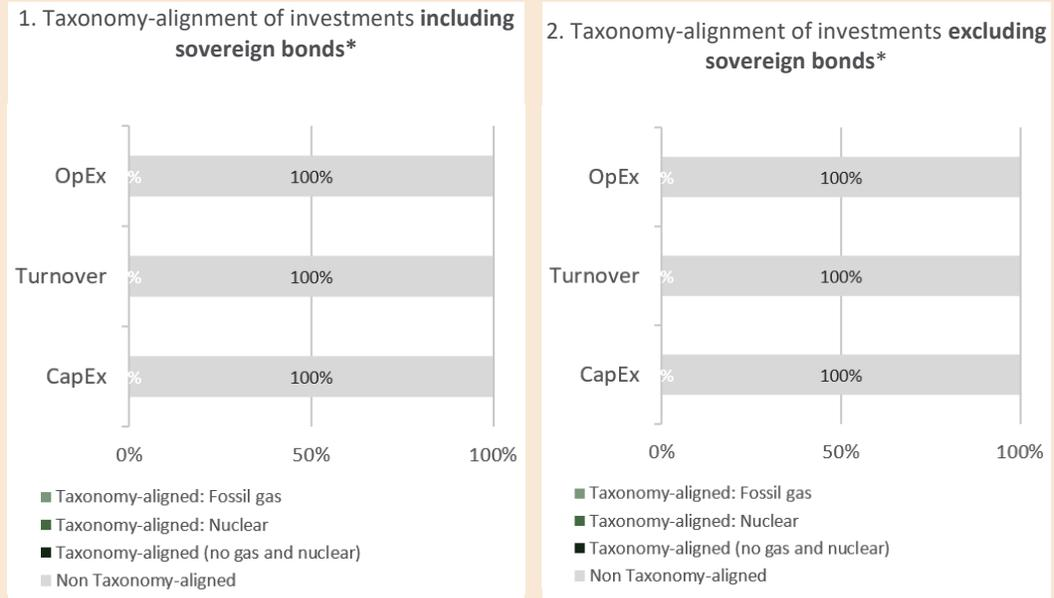 1. Taxonomy-alignment of investments including
sovereign bonds*
OpEx
%
100%
Turnover
%
100%
CapEx
%
100%
0%
50%
100%
Taxonomy-aligned: Fossil gas
Taxonomy-aligned: Nuclear
Taxonomy-aligned (no gas and nuclear)
Non Taxonomy-aligned
2. Taxonomy-alignment of investments excluding
sovereign bonds*
OpEx
%
100%
Turnover
%
100%
CapEx
%
100%
0%
50%
100%
Taxonomy-aligned: Fossil gas
Taxonomy-aligned: Nuclear
Taxonomy-aligned (no gas and nuclear)
Non Taxonomy-aligned